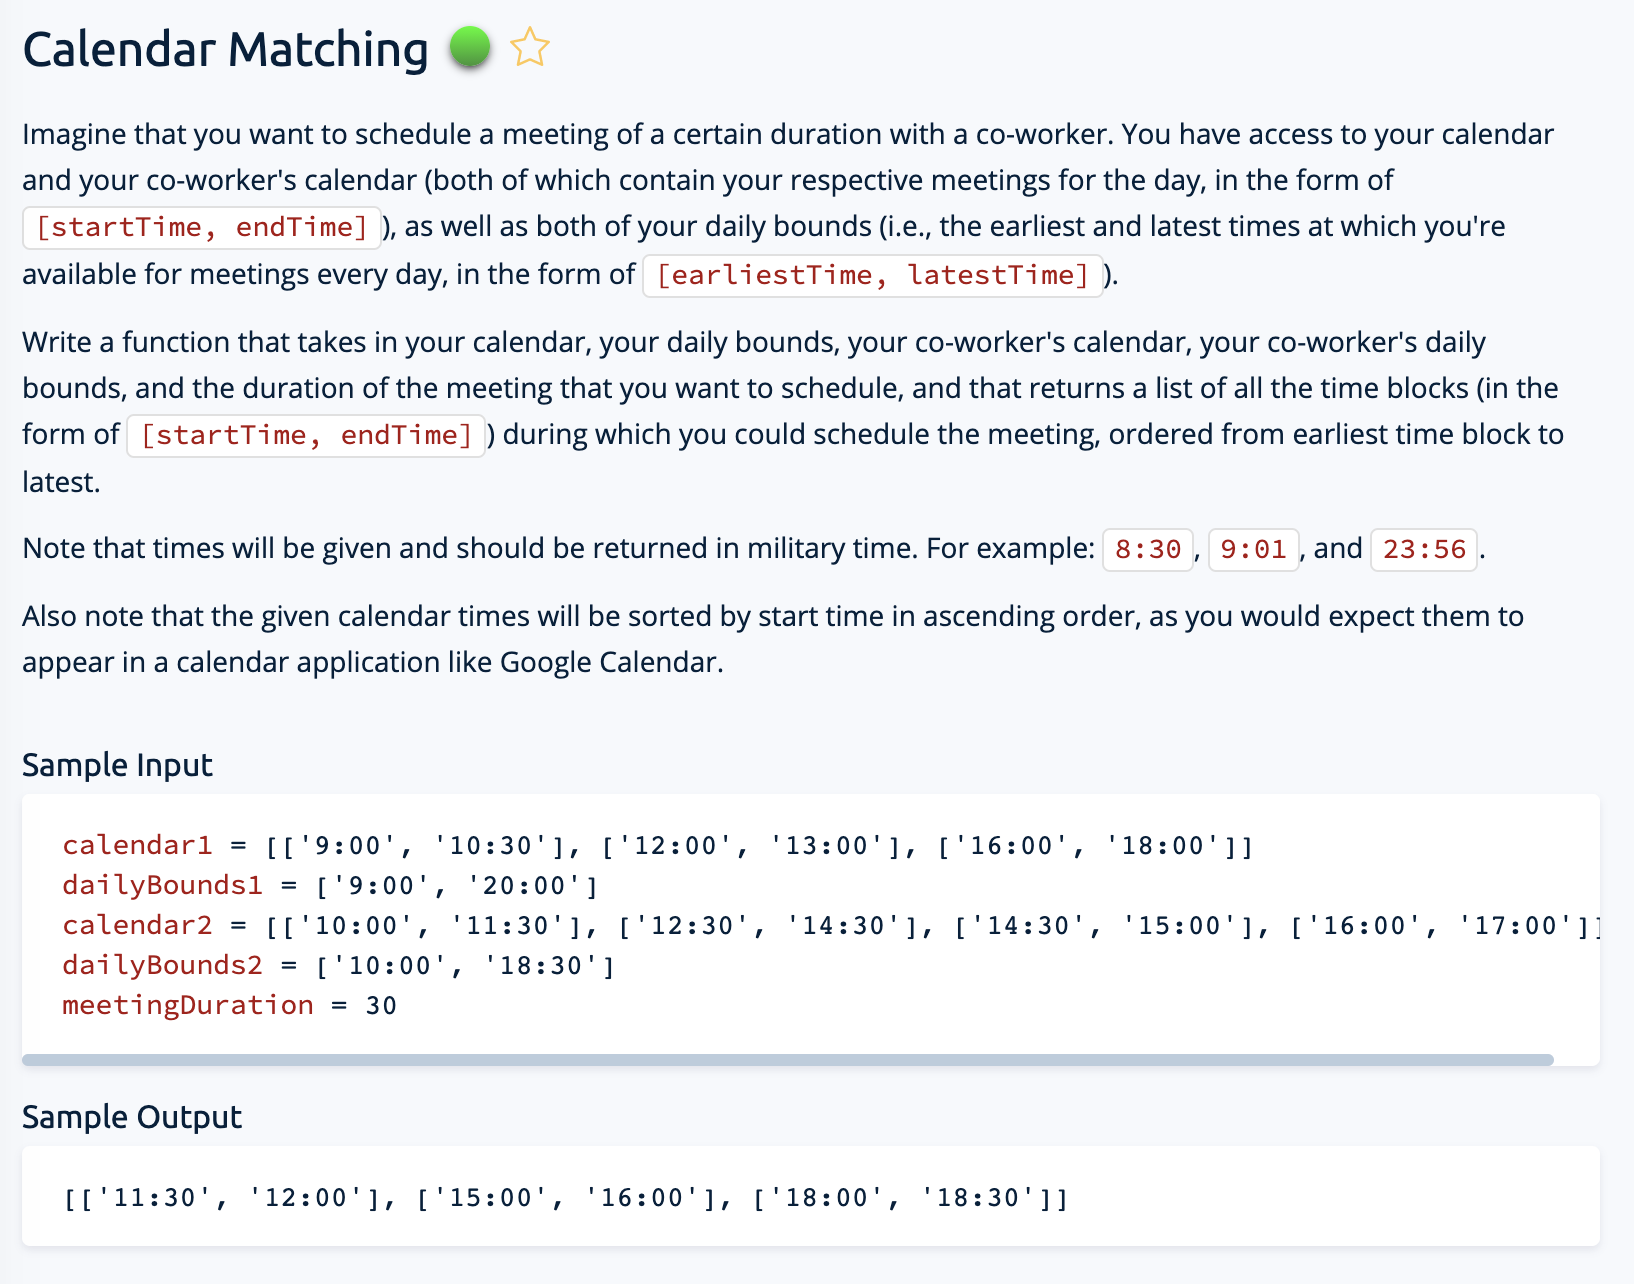 Calendar Matching
Imagine that you want to schedule a meeting of a certain duration with a co-worker. You have access to your calendar
and your co-worker's calendar (both of which contain your respective meetings for the day, in the form of
[startTime, endTime]), as well as both of your daily bounds (i.e., the earliest and latest times at which you're
available for meetings every day, in the form of [earliestTime, latestTime]).
Write a function that takes in your calendar, your daily bounds, your co-worker's calendar, your co-worker's daily
bounds, and the duration of the meeting that you want to schedule, and that returns a list of all the time blocks (in the
form of [startTime, endTime]) during which you could schedule the meeting, ordered from earliest time block to
latest.
Note that times will be given and should be returned in military time. For example: 8:30, 9:01, and 23:56.
Also note that the given calendar times will be sorted by start time in ascending order, as you would expect them to
appear in a calendar application like Google Calendar.
Sample Input
calendar1 = [['9:00', '10:30'], ['12:00', '13:00'], ['16:00', '18:00']]
dailyBounds1 = ['9:00', '20:00']
calendar2 = [['10:00', '11:30'], ['12:30', '14:30'], ['14:30', '15:00'], ['16:00', '17:00']]
dailyBounds2 = ['10:00', '18:30']
meetingDuration = 30
Sample Output
[['11:30', '12:00'], ['15:00', '16:00'], ['18:00', '18:30']]